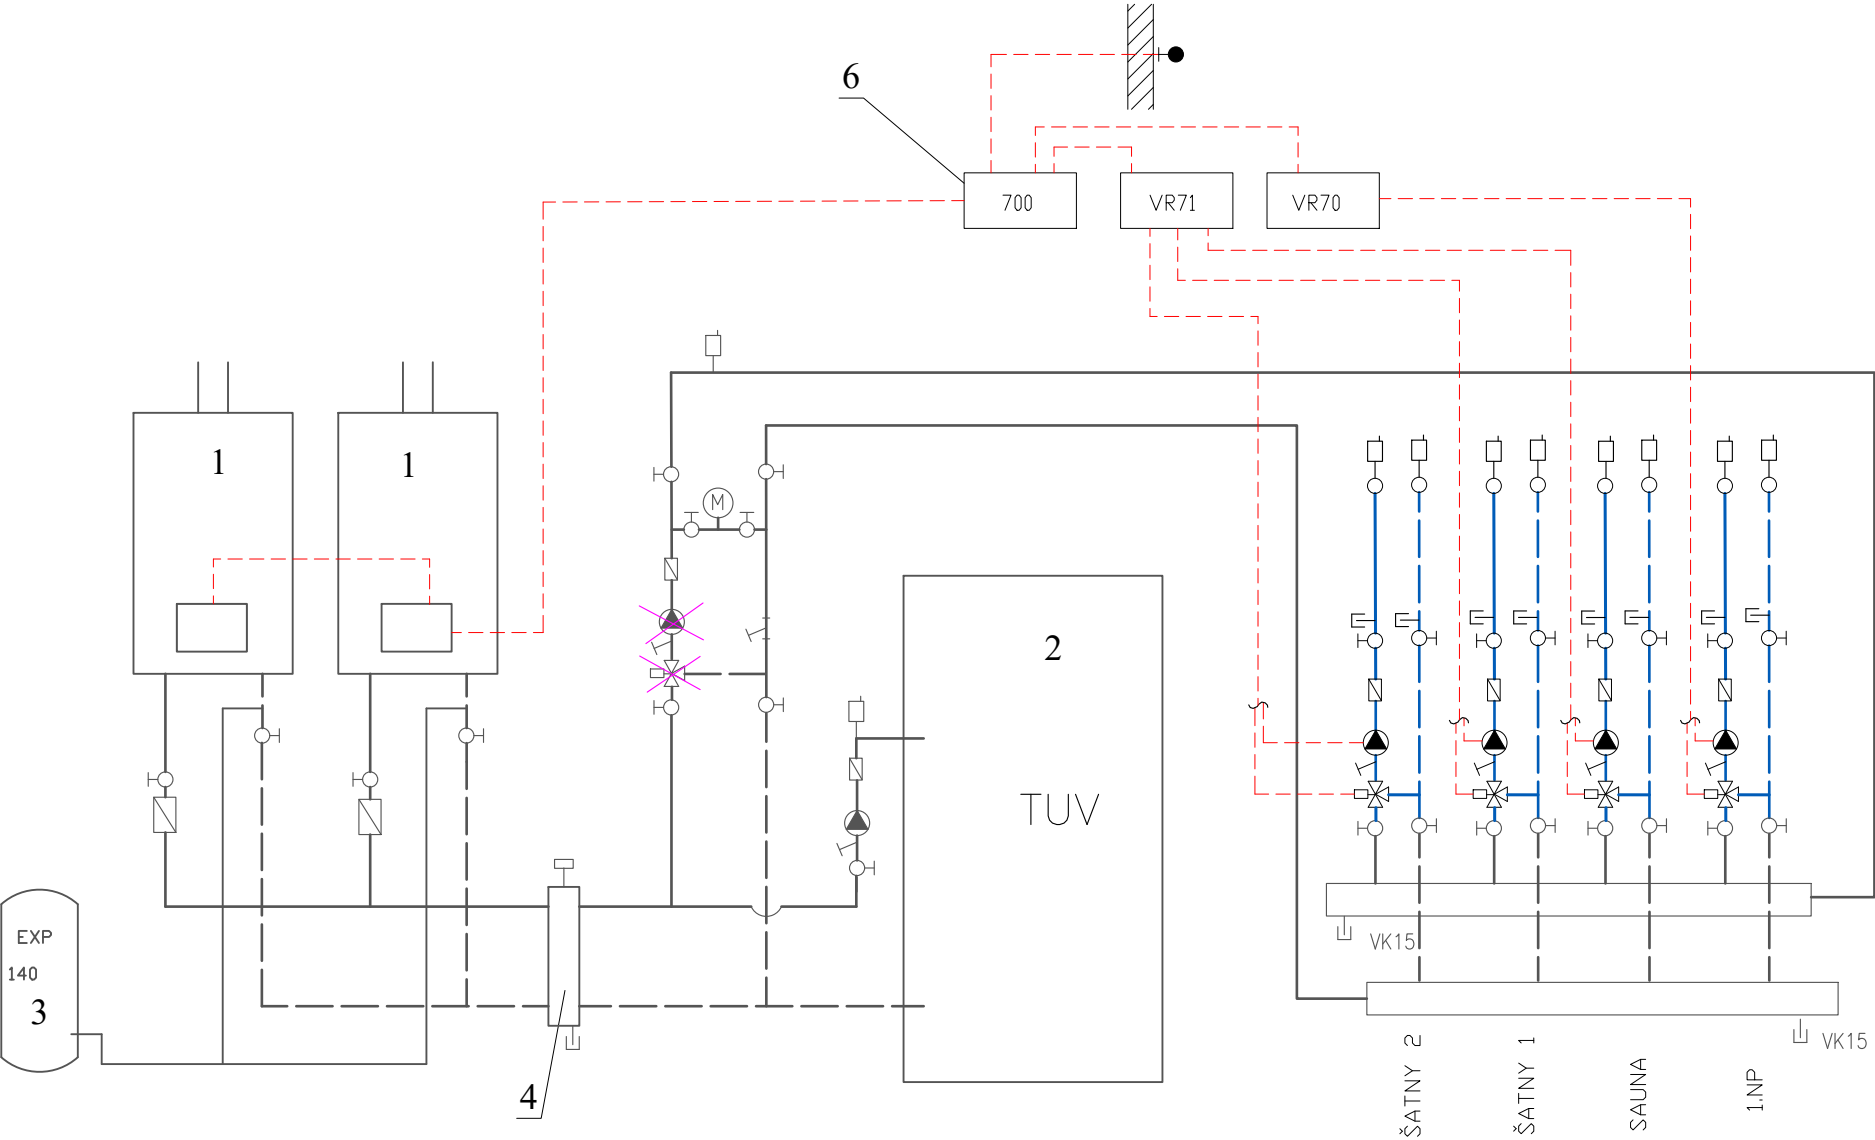 6
700
VR71
VR70
1
1
M
2
TUV
EXP
140
3
4
VK15
VK15
ŠATNY 2
ŠATNY 1
SAUNA
1.NP